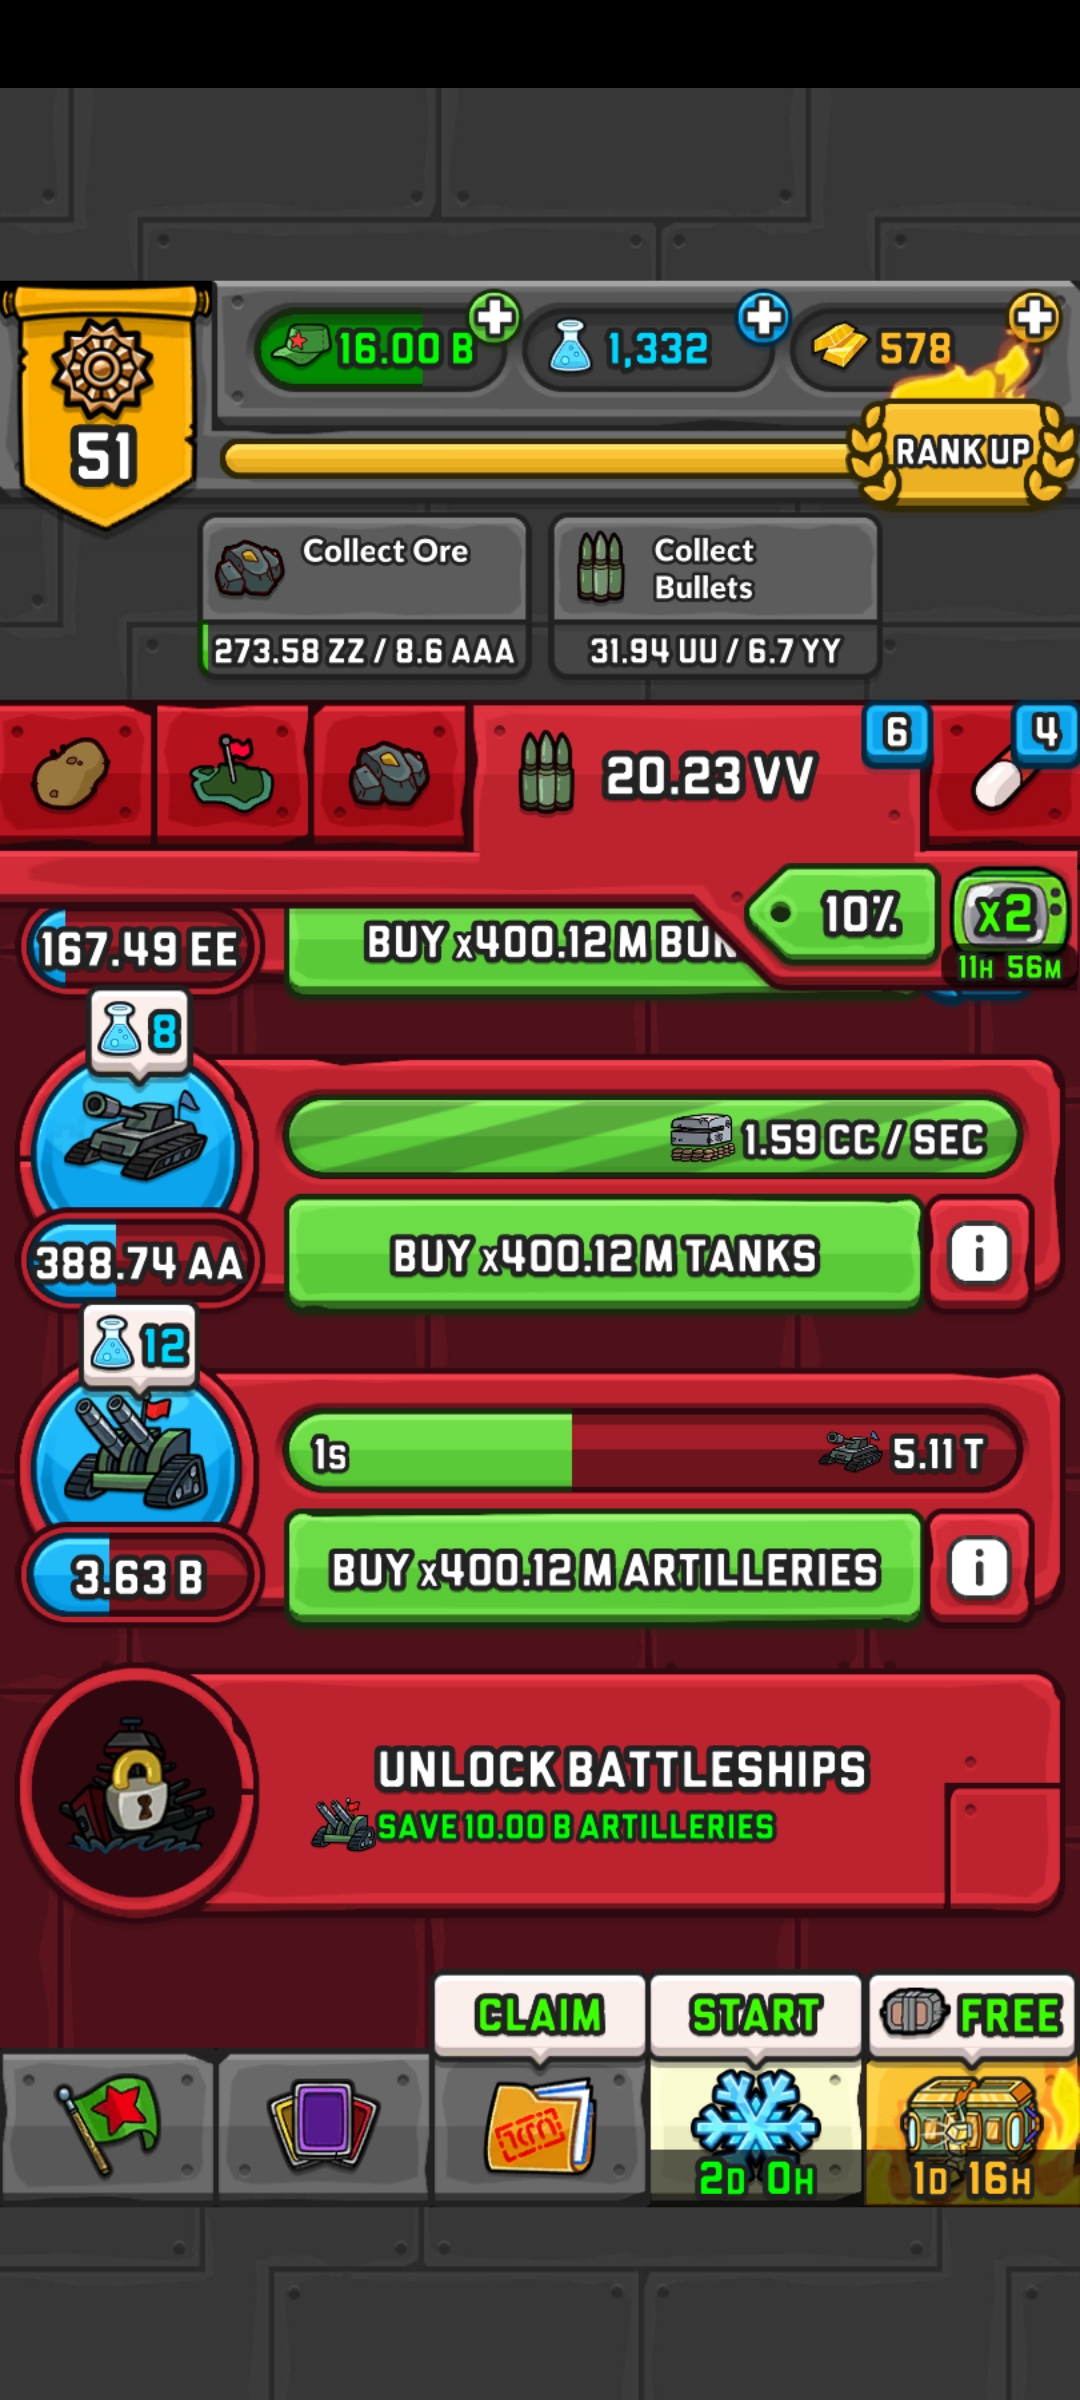 16.00 B
1,332
578
51
RANK UP
Collect Ore
273.58 ZZ / 8.6 AAA
Collect
Bullets
31.94 UU / 6.7 YY
20.23 VV
6
4
10%
x2
11H 56M
167.49 EE
BUY x400.12 M BUN
8
1.59 CC / SEC
388.74 AA
BUY x400.12 M TANKS
i
12
1s
5.11 T
3.63 B
BUY x400.12 M ARTILLERIES
i
UNLOCK BATTLESHIPS
SAVE 10.00 B ARTILLERIES
CLAIM
START
FREE
2D 0H
1D 16H